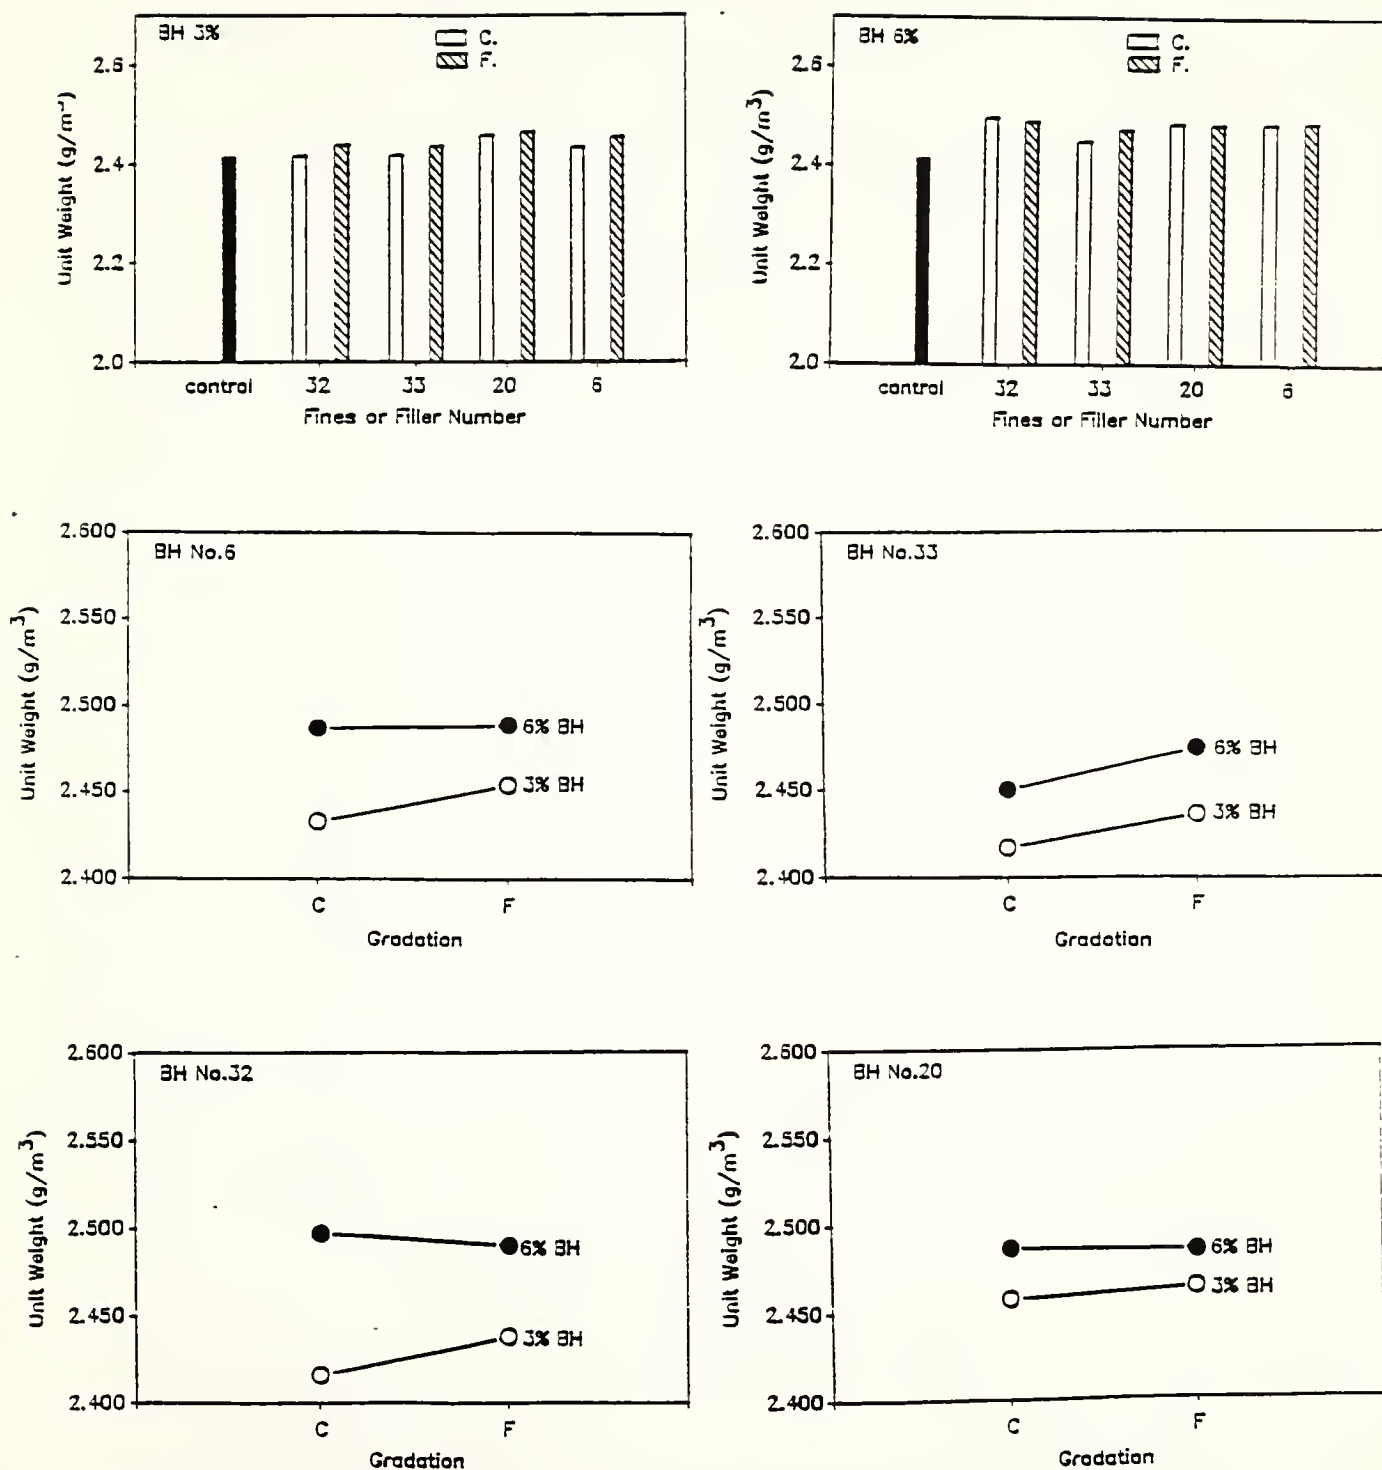 BH 3%
C.
F.
Unit Weight (g/m⁻)
2.6
2.4
2.2
2.0
control 32 33 20 6
Fines or Filler Number
BH 6%
C.
F.
Unit Weight (g/m³)
2.6
2.4
2.2
2.0
control 32 33 20 6
Fines or Filler Number
BH No.6
Unit Weight (g/m³)
2.600
2.550
2.500
2.450
2.400
6% BH
3% BH
C F
Gradation
BH No.33
Unit Weight (g/m³)
2.600
2.550
2.500
2.450
2.400
6% BH
3% BH
C F
Gradation
BH No.32
Unit Weight (g/m³)
2.600
2.550
2.500
2.450
2.400
6% BH
3% BH
C F
Gradation
BH No.20
Unit Weight (g/m³)
2.600
2.550
2.500
2.450
2.400
6% BH
3% BH
C F
Gradation